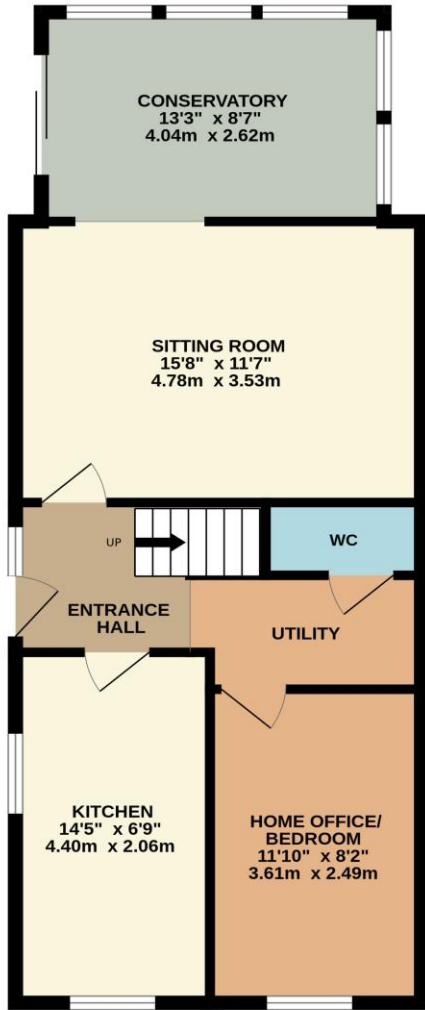 CONSERVATORY
13'3" x 8'7"
4.04m x 2.62m
SITTING ROOM
15'8" x 11'7"
4.78m x 3.53m
UP
WC
ENTRANCE
HALL
UTILITY
KITCHEN
14'5" x 6'9"
4.40m x 2.06m
HOME OFFICE/
BEDROOM
11'10" x 8'2"
3.61m x 2.49m